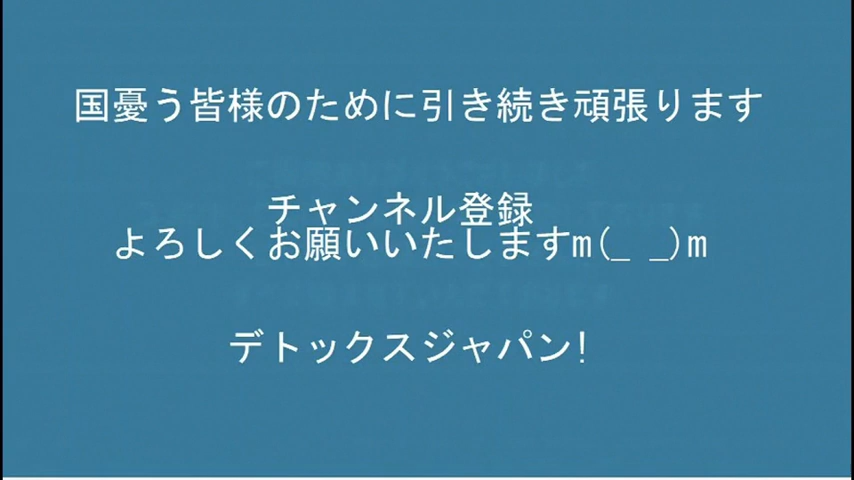 国憂う皆様のために引き続き頑張ります
チャンネル登録
よろしくお願いいたしますm(_ _)m
デトックスジャパン!